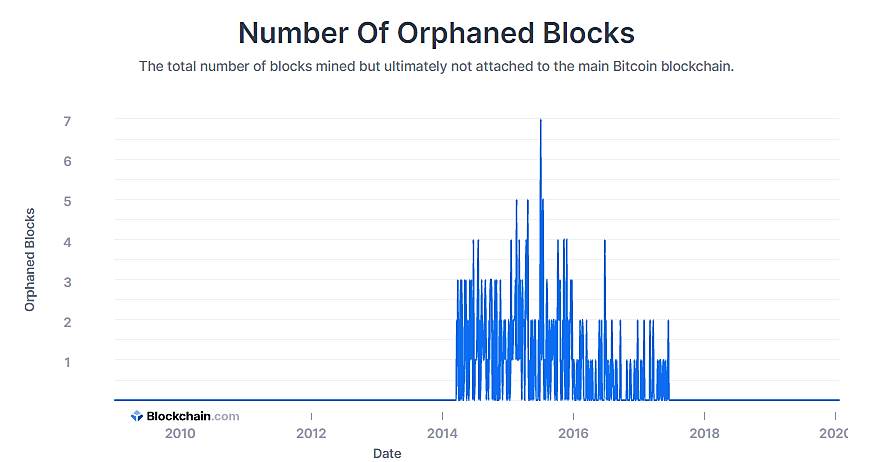 Number Of Orphaned Blocks
The total number of blocks mined but ultimately not attached to the main Bitcoin blockchain.
7
6
5
4
3
2
1
Orphaned Blocks
Blockchain.com
2010 2012 2014 2016 2018 2020
Date